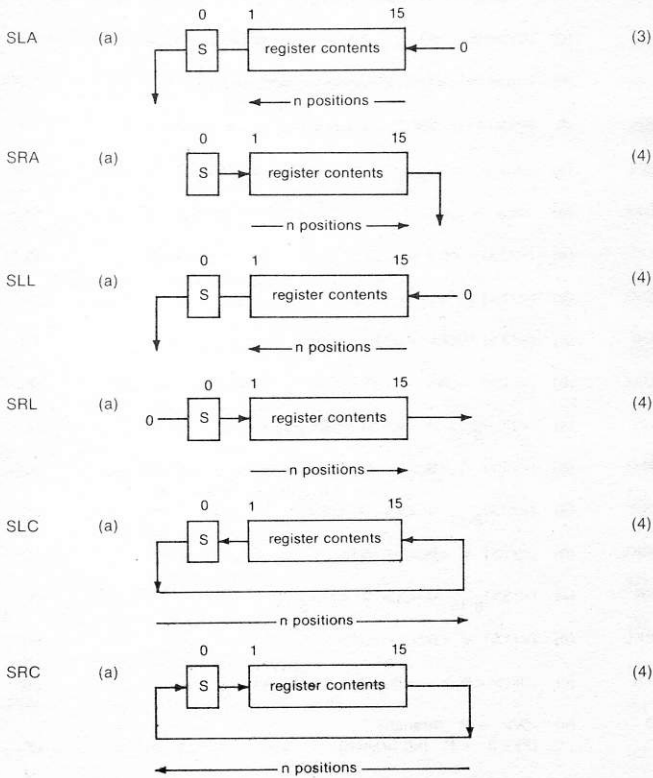 0 1 15
SLA (a) S register contents 0 (3)
n positions
0 1 15
SRA (a) S register contents (4)
n positions
0 1 15
SLL (a) S register contents 0 (4)
n positions
0 1 15
SRL (a) 0 S register contents (4)
n positions
0 1 15
SLC (a) S register contents (4)
n positions
0 1 15
SRC (a) S register contents (4)
n positions